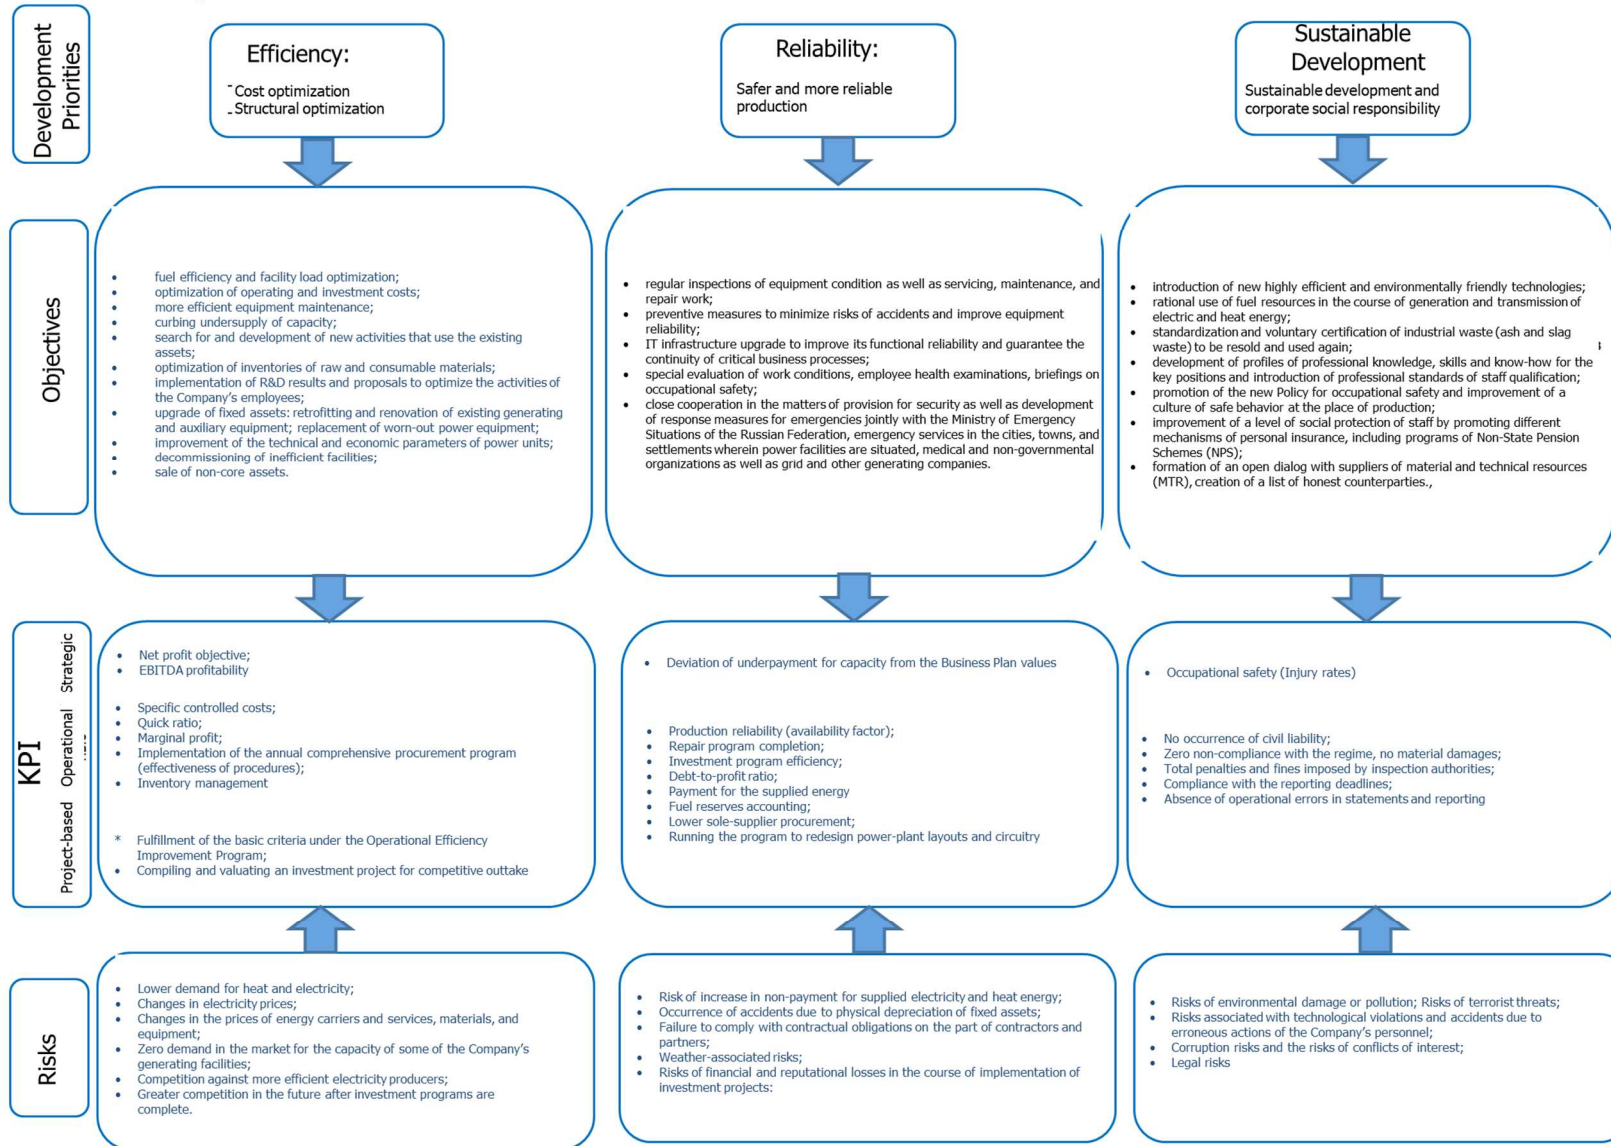 Development
Priorities
Efficiency:
- Cost optimization
- Structural optimization
Reliability:
Safer and more reliable
production
Sustainable
Development
Sustainable development and
corporate social responsibility
Objectives
• fuel efficiency and facility load optimization;
• optimization of operating and investment costs;
• more efficient equipment maintenance;
• curbing undersupply of capacity;
• search for and development of new activities that use the existing
assets;
• optimization of inventories of raw and consumable materials;
• implementation of R&D results and proposals to optimize the activities of
the Company's employees;
• upgrade of fixed assets: retrofitting and renovation of existing generating
and auxiliary equipment; replacement of worn-out power equipment;
• improvement of the technical and economic parameters of power units;
• decommissioning of inefficient facilities;
• sale of non-core assets.
• regular inspections of equipment condition as well as servicing, maintenance, and
repair work;
• preventive measures to minimize risks of accidents and improve equipment
reliability;
• IT infrastructure upgrade to improve its functional reliability and guarantee the
continuity of critical business processes;
• special evaluation of work conditions, employee health examinations, briefings on
occupational safety;
• close cooperation in the matters of provision for security as well as development
of response measures for emergencies jointly with the Ministry of Emergency
Situations of the Russian Federation, emergency services in the cities, towns, and
settlements wherein power facilities are situated, medical and non-governmental
organizations as well as grid and other generating companies.
• introduction of new highly efficient and environmentally friendly technologies;
• rational use of fuel resources in the course of generation and transmission of
electric and heat energy;
• standardization and voluntary certification of industrial waste (ash and slag
waste) to be resold and used again;
• development of profiles of professional knowledge, skills and know-how for the
key positions and introduction of professional standards of staff qualification;
• promotion of the new Policy for occupational safety and improvement of a
culture of safe behavior at the place of production;
• improvement of a level of social protection of staff by promoting different
mechanisms of personal insurance, including programs of Non-State Pension
Schemes (NPS);
• formation of an open dialog with suppliers of material and technical resources
(MTR), creation of a list of honest counterparties.,
KPI
Project-based Operational Strategic
• Net profit objective;
• EBITDA profitability
• Specific controlled costs;
• Quick ratio;
• Marginal profit;
• Implementation of the annual comprehensive procurement program
(effectiveness of procedures);
• Inventory management
* Fulfillment of the basic criteria under the Operational Efficiency
Improvement Program;
• Compiling and valuating an investment project for competitive outtake
• Deviation of underpayment for capacity from the Business Plan values
• Production reliability (availability factor);
• Repair program completion;
• Investment program efficiency;
• Debt-to-profit ratio;
• Payment for the supplied energy
• Fuel reserves accounting;
• Lower sole-supplier procurement;
• Running the program to redesign power-plant layouts and circuitry
• Occupational safety (Injury rates)
• No occurrence of civil liability;
• Zero non-compliance with the regime, no material damages;
• Total penalties and fines imposed by inspection authorities;
• Compliance with the reporting deadlines;
• Absence of operational errors in statements and reporting
Risks
• Lower demand for heat and electricity;
• Changes in electricity prices;
• Changes in the prices of energy carriers and services, materials, and
equipment;
• Zero demand in the market for the capacity of some of the Company's
generating facilities;
• Competition against more efficient electricity producers;
• Greater competition in the future after investment programs are
complete.
• Risk of increase in non-payment for supplied electricity and heat energy;
• Occurrence of accidents due to physical depreciation of fixed assets;
• Failure to comply with contractual obligations on the part of contractors and
partners;
• Weather-associated risks;
• Risks of financial and reputational losses in the course of implementation of
investment projects:
• Risks of environmental damage or pollution; Risks of terrorist threats;
• Risks associated with technological violations and accidents due to
erroneous actions of the Company's personnel;
• Corruption risks and the risks of conflicts of interest;
• Legal risks